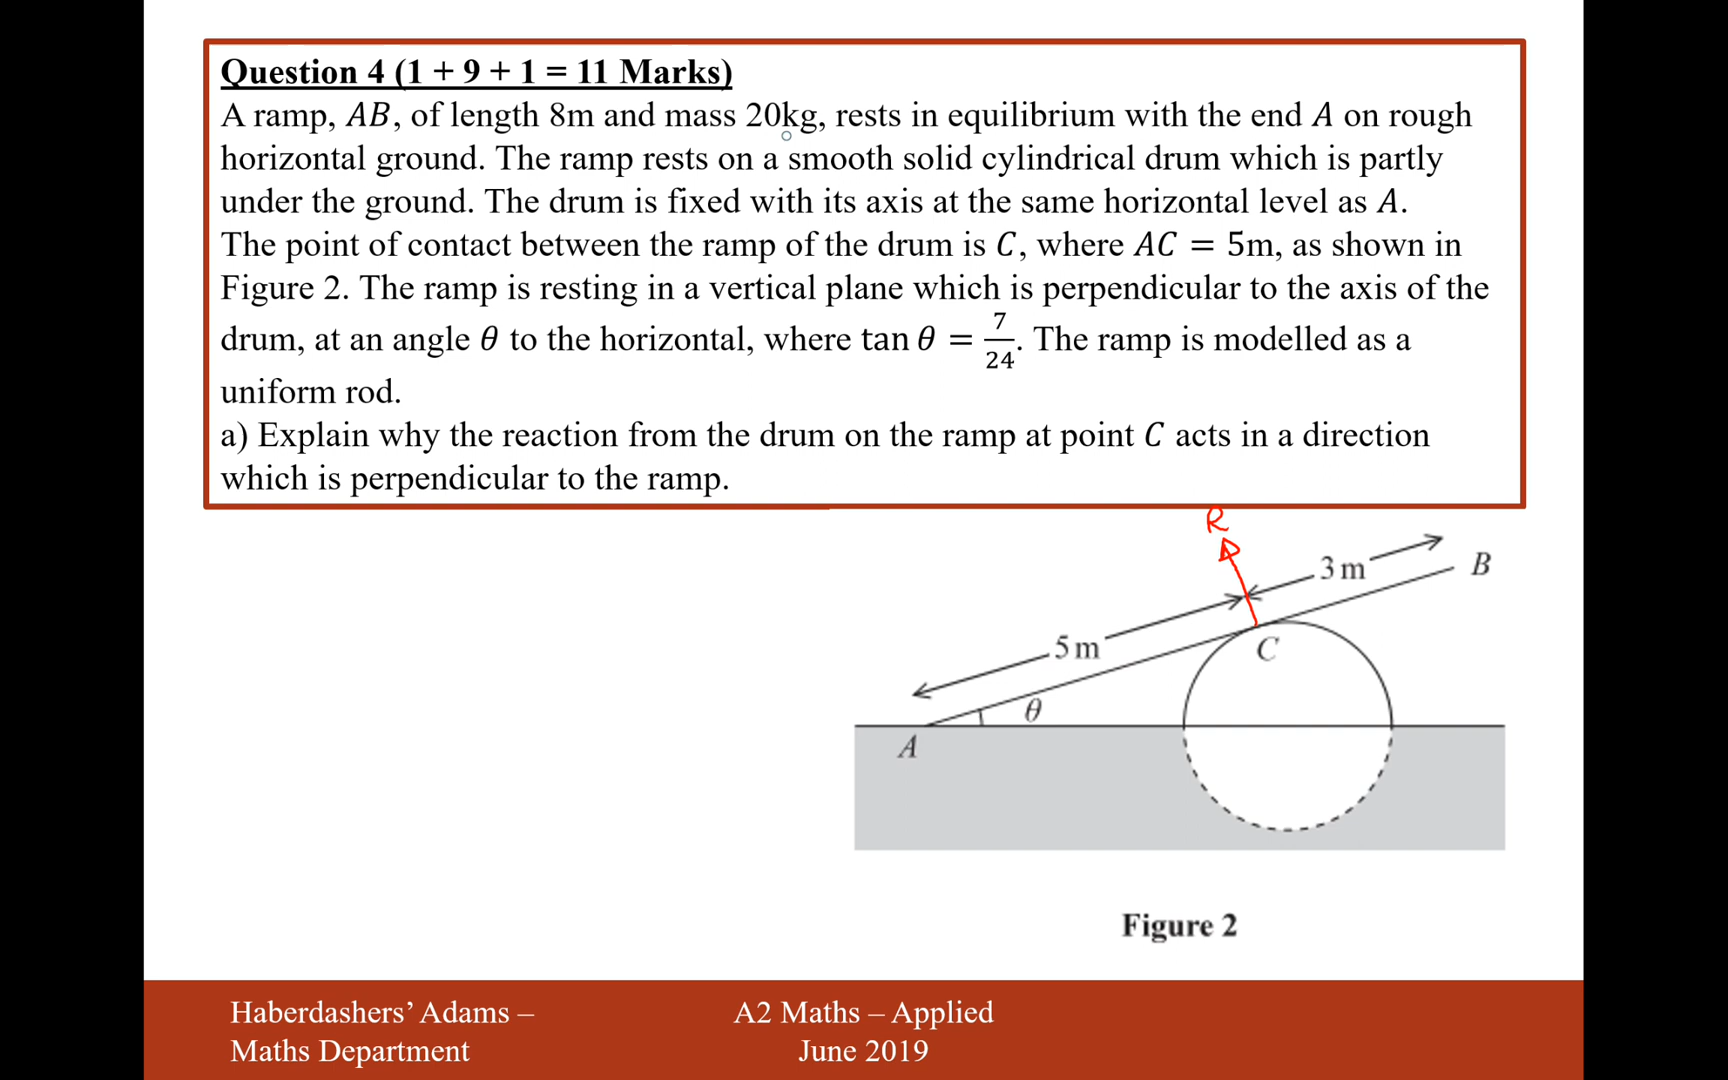 Question 4 (1 + 9 + 1 = 11 Marks)
A ramp, AB, of length 8m and mass 20kg, rests in equilibrium with the end A on rough
horizontal ground. The ramp rests on a smooth solid cylindrical drum which is partly
under the ground. The drum is fixed with its axis at the same horizontal level as A.
The point of contact between the ramp of the drum is C, where AC = 5m, as shown in
Figure 2. The ramp is resting in a vertical plane which is perpendicular to the axis of the
drum, at an angle θ to the horizontal, where tan θ = 7/24. The ramp is modelled as a
uniform rod.
a) Explain why the reaction from the drum on the ramp at point C acts in a direction
which is perpendicular to the ramp.
R
3 m
B
5 m
C
θ
A
Figure 2
Haberdashers’ Adams –
Maths Department
A2 Maths – Applied
June 2019